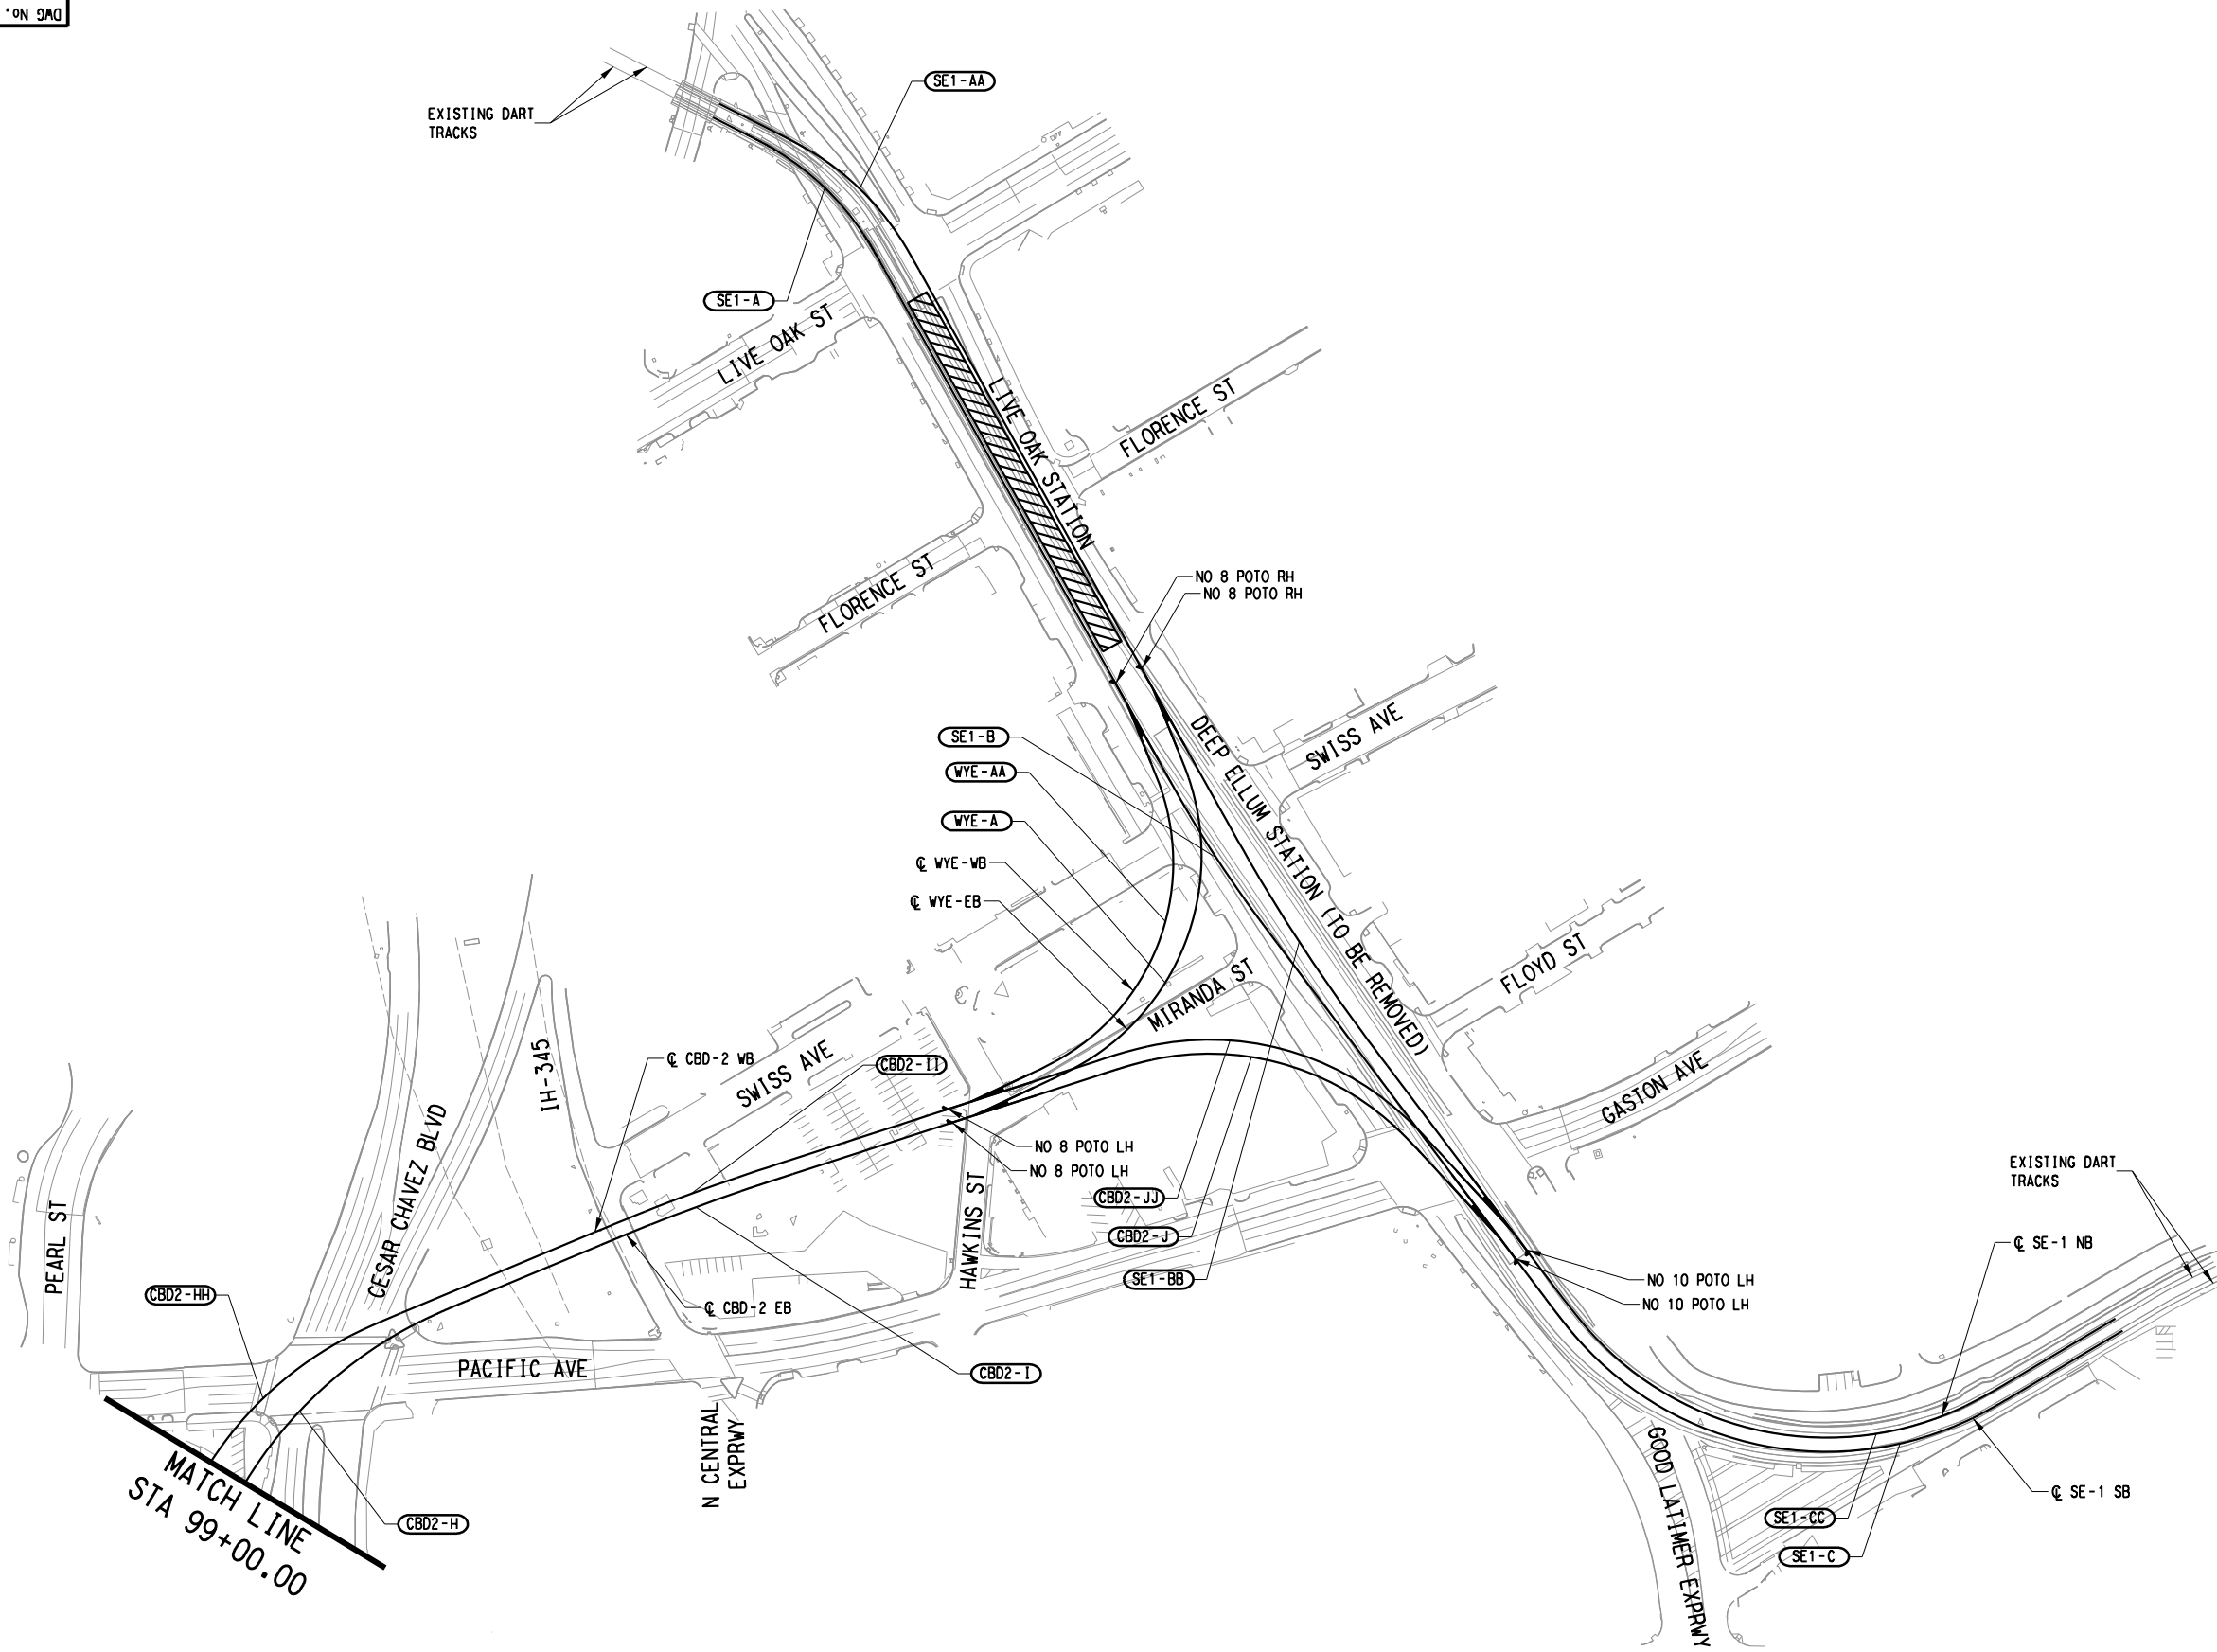 DWG No.
SE1-AA
EXISTING DART
TRACKS
SE1-A
LIVE OAK ST
LIVE OAK STATION
FLORENCE ST
FLORENCE ST
NO 8 POTO RH
NO 8 POTO RH
SE1-B
WYE-AA
WYE-A
℄ WYE-WB
℄ WYE-EB
DEEP ELLUM STATION (TO BE REMOVED)
SWISS AVE
FLOYD ST
MIRANDA ST
GASTON AVE
IH-345
℄ CBD-2 WB
SWISS AVE
CBD2-II
CESAR CHAVEZ BLVD
NO 8 POTO LH
NO 8 POTO LH
PEARL ST
HAWKINS ST
CBD2-JJ
CBD2-J
SE1-BB
EXISTING DART
TRACKS
℄ SE-1 NB
NO 10 POTO LH
NO 10 POTO LH
CBD2-HH
℄ CBD-2 EB
PACIFIC AVE
CBD2-I
N CENTRAL
EXPRWY
MATCH LINE
STA 99+00.00
CBD2-H
GOOD LATIMER EXPRWY
℄ SE-1 SB
SE1-CC
SE1-C